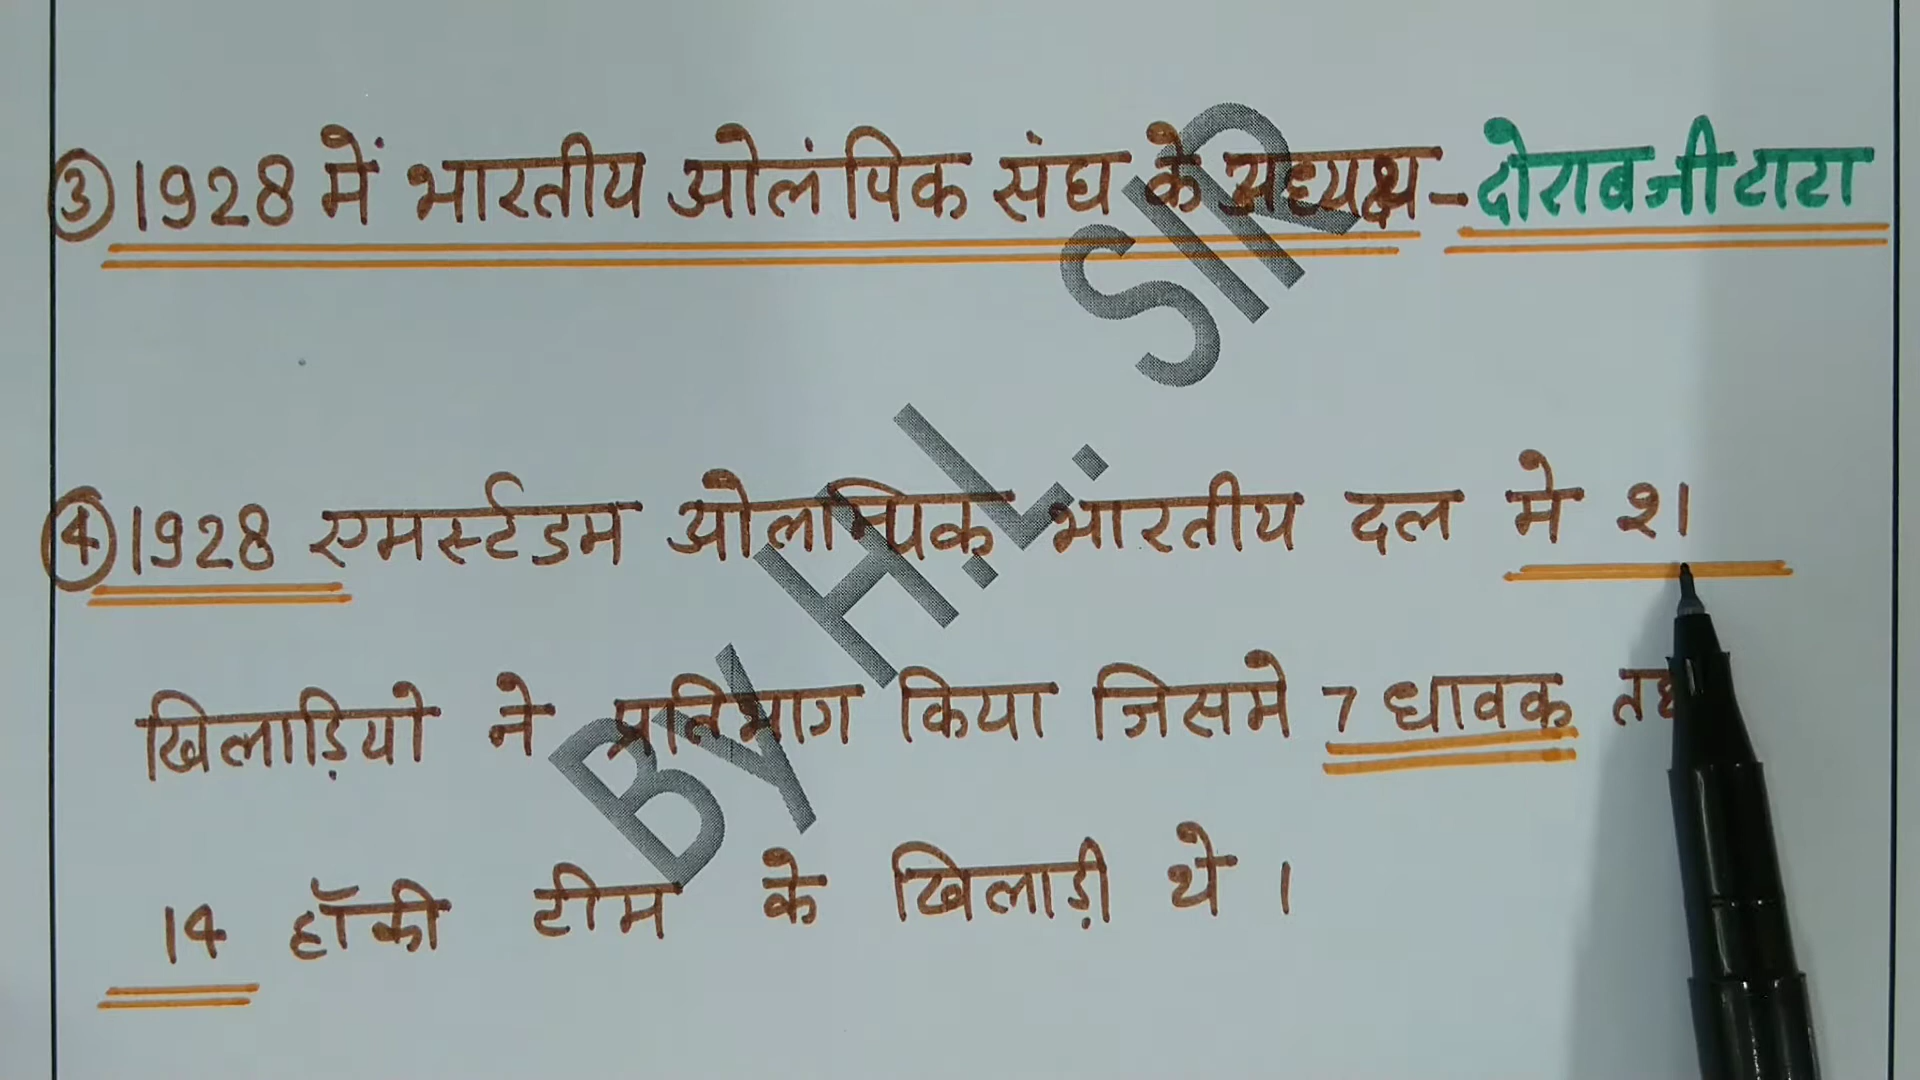 ③ 1928 में भारतीय ओलंपिक संघ के अध्यक्ष - दोराबजी टाटा
④ 1928 एमर्स्टडम ओलम्पिक भारतीय दल मे 21
खिलाड़ियो ने प्रतिभाग किया जिसमे 7 धावक
14 हॉकी टीम के खिलाड़ी थे ।
By H.L. SIR